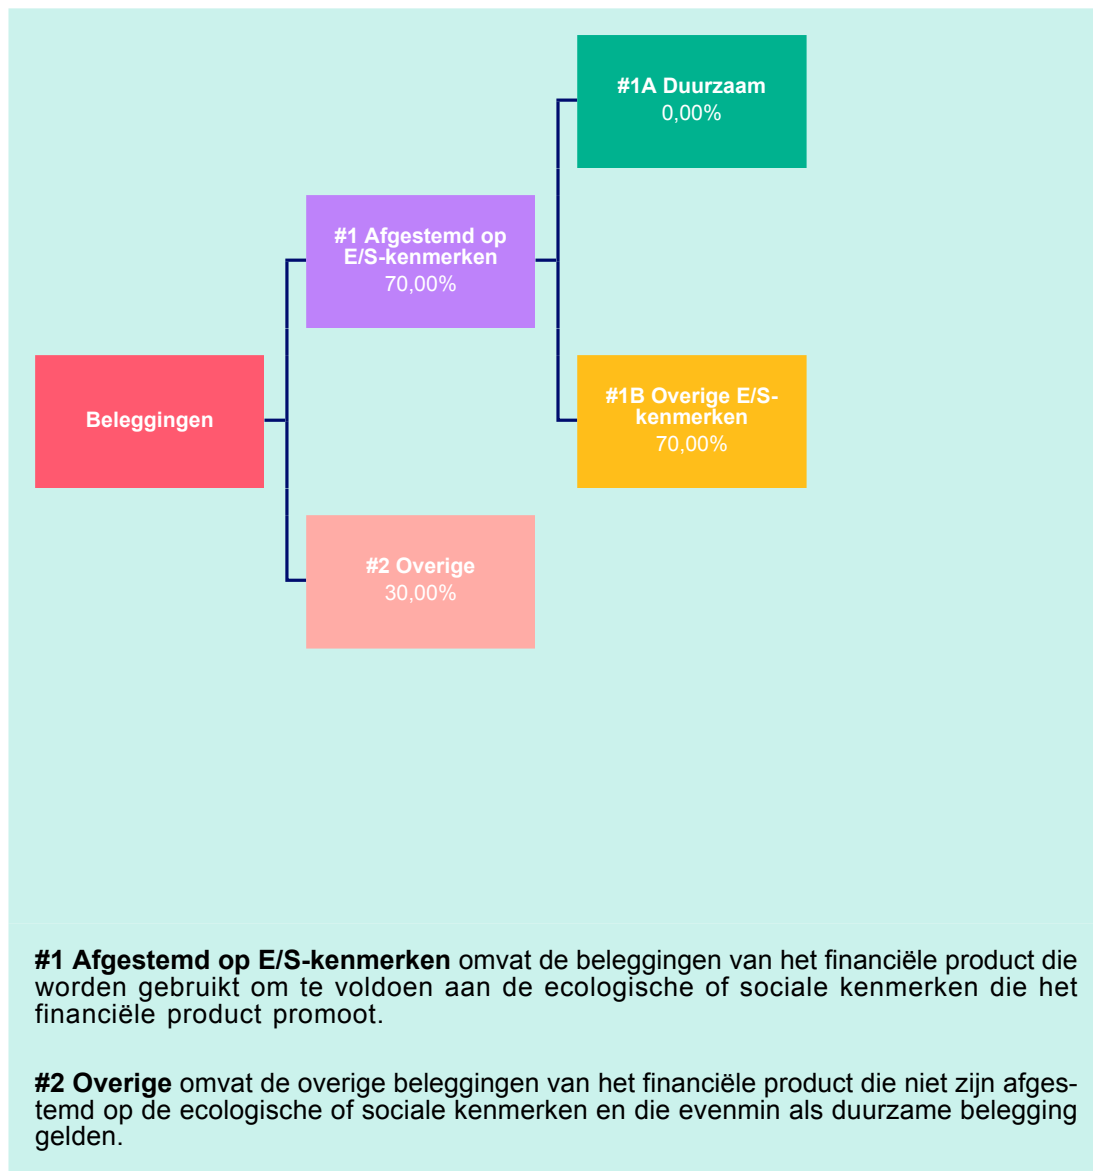 #1A Duurzaam
0,00%
#1 Afgestemd op
E/S-kenmerken
70,00%
Beleggingen
#1B Overige E/S-
kenmerken
70,00%
#2 Overige
30,00%
#1 Afgestemd op E/S-kenmerken omvat de beleggingen van het financiële product die
worden gebruikt om te voldoen aan de ecologische of sociale kenmerken die het
financiële product promoot.
#2 Overige omvat de overige beleggingen van het financiële product die niet zijn afges-
temd op de ecologische of sociale kenmerken en die evenmin als duurzame belegging
gelden.